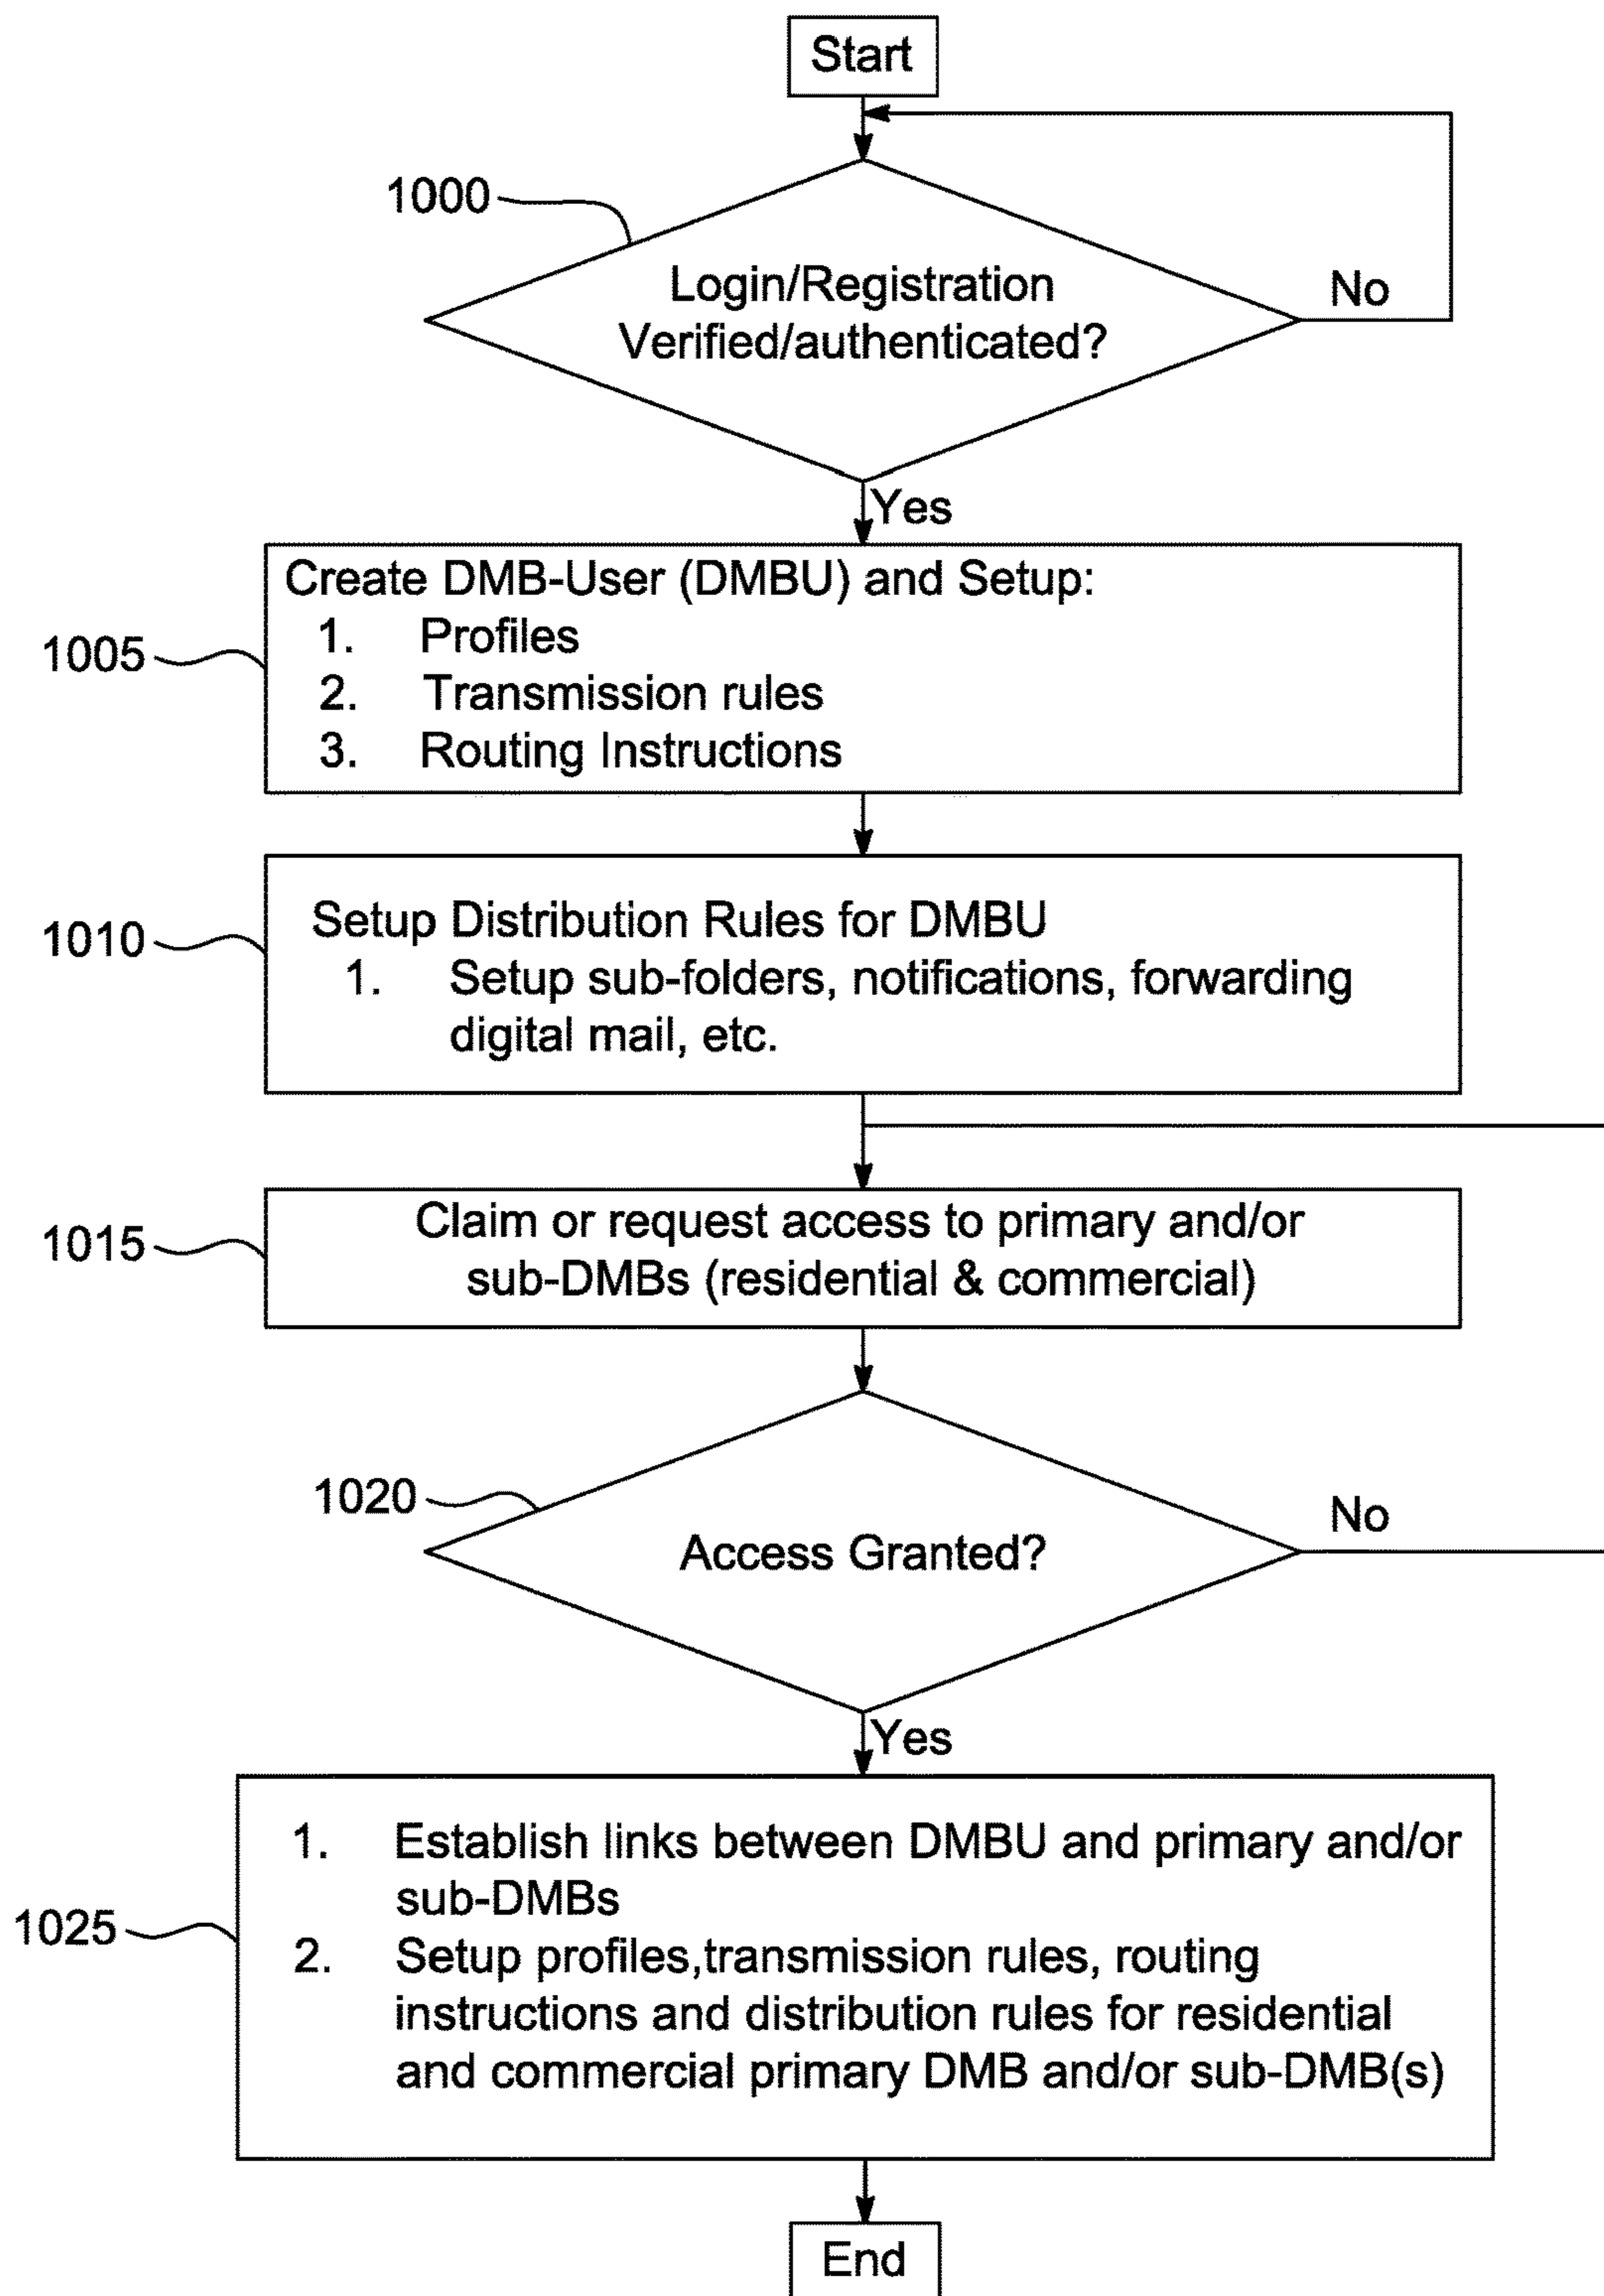 Start
1000
Login/Registration
Verified/authenticated?
No
Yes
1005
Create DMB-User (DMBU) and Setup:
1. Profiles
2. Transmission rules
3. Routing Instructions
1010
Setup Distribution Rules for DMBU
1. Setup sub-folders, notifications, forwarding
digital mail, etc.
1015
Claim or request access to primary and/or
sub-DMBs (residential & commercial)
1020
Access Granted?
No
Yes
1025
1. Establish links between DMBU and primary and/or
sub-DMBs
2. Setup profiles,transmission rules, routing
instructions and distribution rules for residential
and commercial primary DMB and/or sub-DMB(s)
End